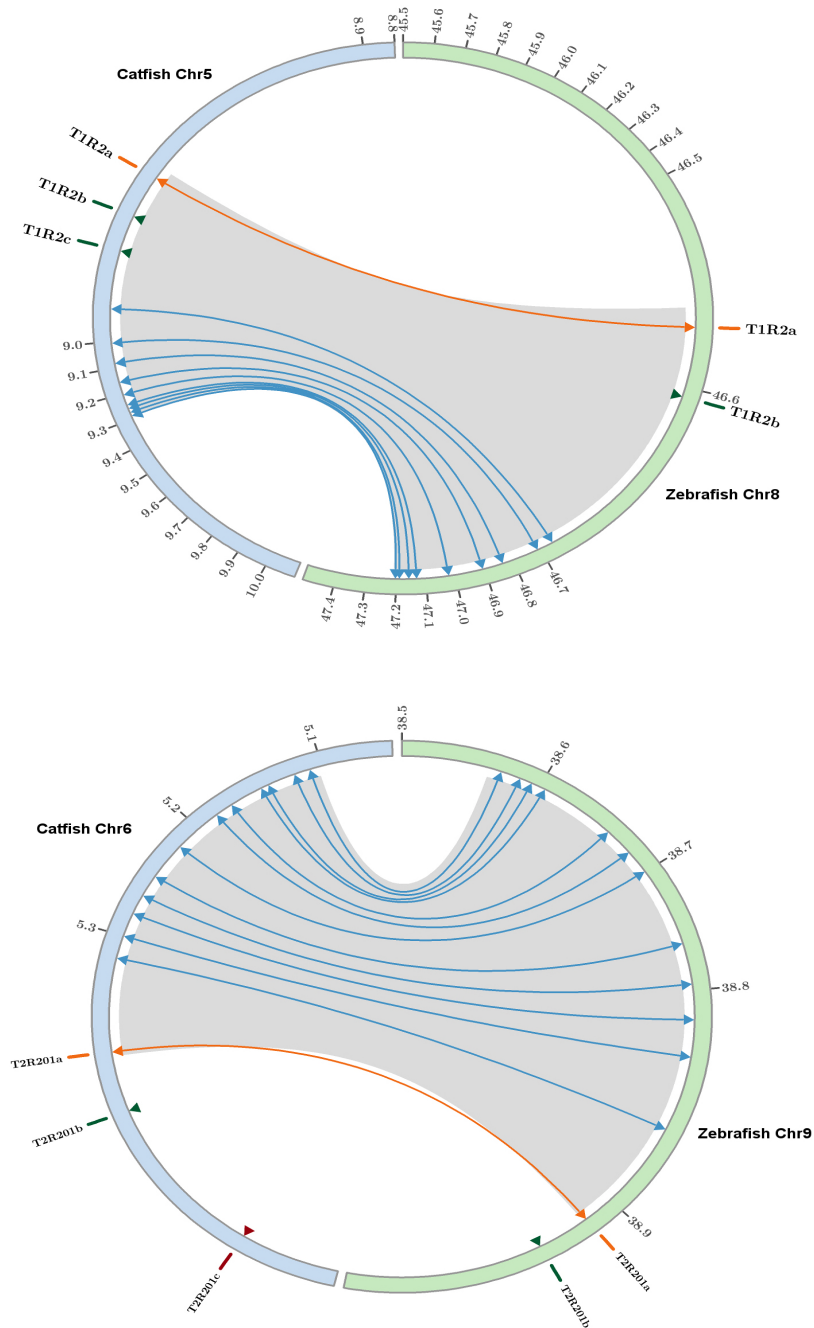 8.9
8.8
45.5
45.6
45.7
45.8
45.9
46.0
46.1
46.2
46.3
46.4
46.5
Catfish Chr5
T1R2a
T1R2b
T1R2c
T1R2a
46.6
T1R2b
Zebrafish Chr8
9.0
9.1
9.2
9.3
9.4
9.5
9.6
9.7
9.8
9.9
10.0
47.4
47.3
47.2
47.1
47.0
46.9
46.8
46.7
5.1
38.5
38.6
5.2
Catfish Chr6
38.7
5.3
38.8
T2R201a
T2R201b
Zebrafish Chr9
38.9
T2R201c
T2R201a
T2R201b